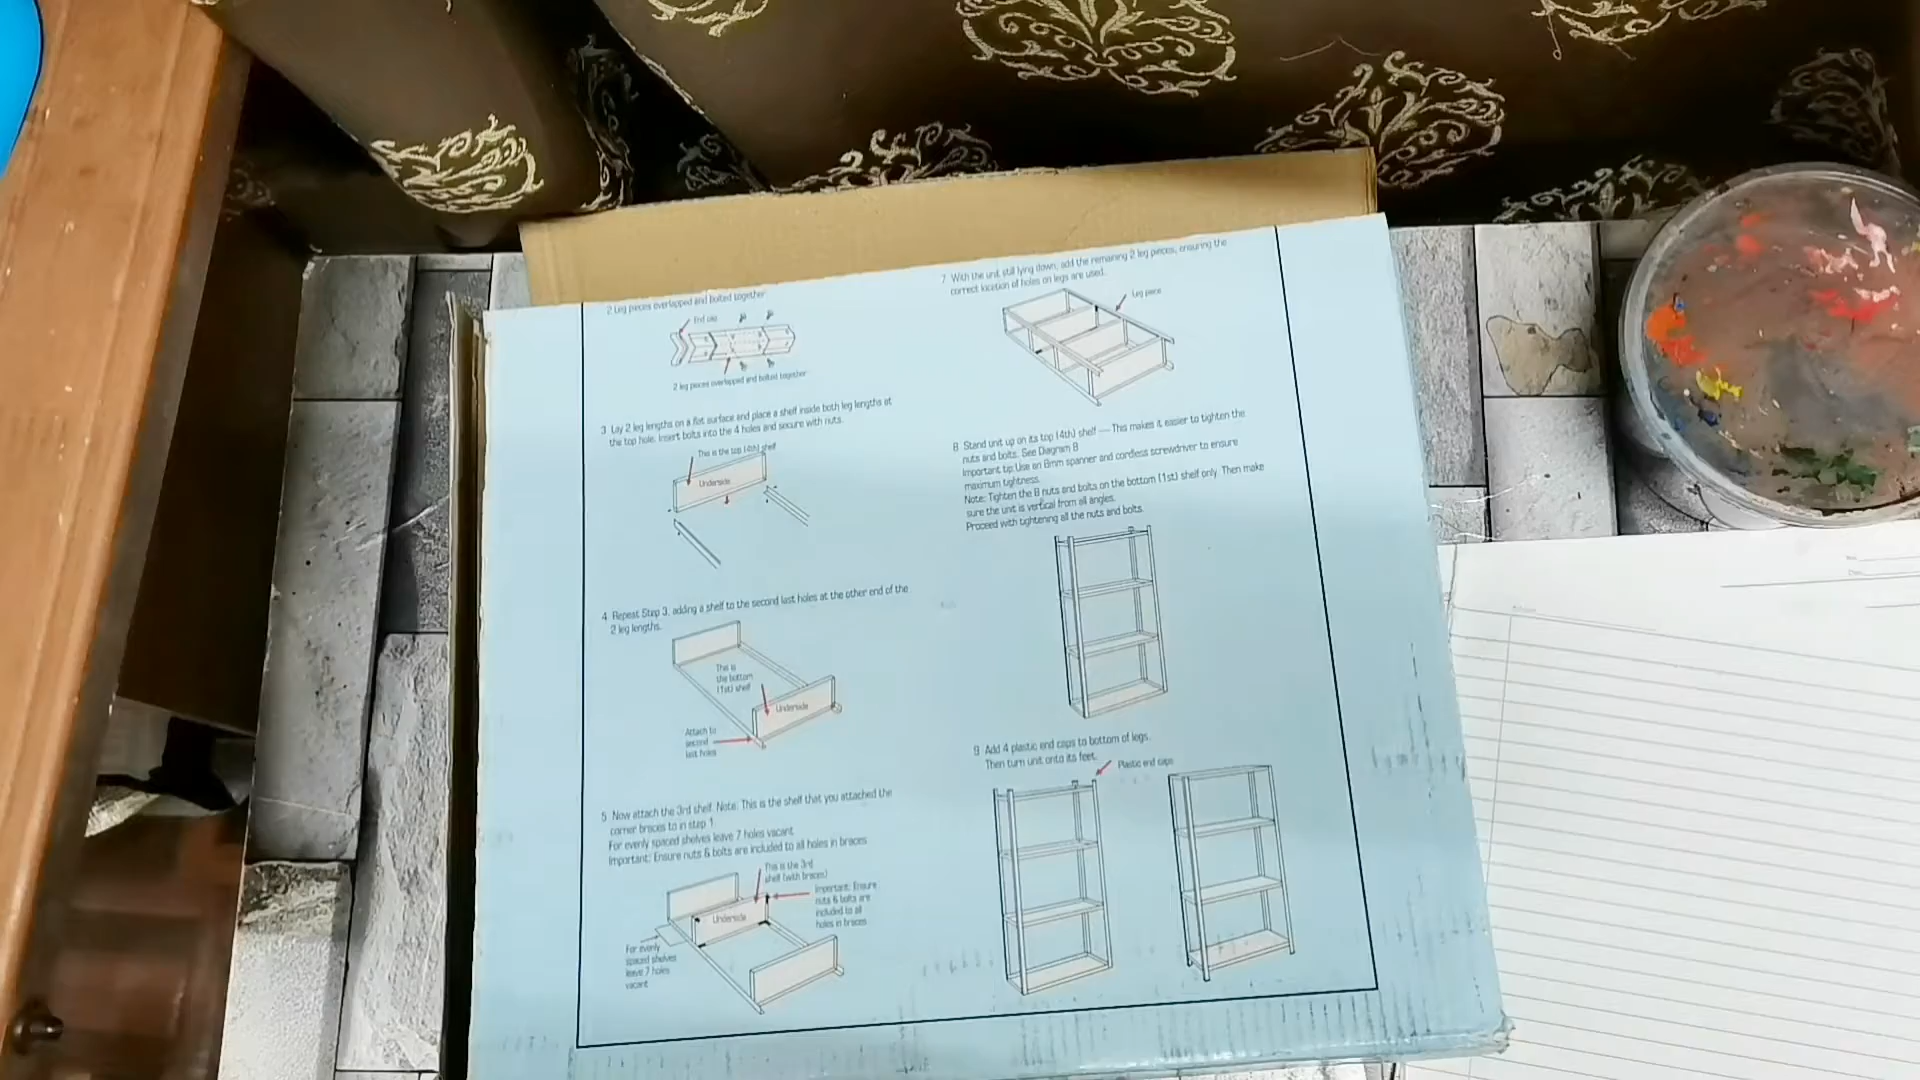 2 Leg pieces overlapped and bolted together
End cap
2 leg pieces overlapped and bolted together
3 Lay 2 leg lengths on a flat surface and place a shelf inside both leg lengths at
the top hole. Insert bolts into the 4 holes and secure with nuts.
This is the top (4th) shelf
Underside
4 Repeat Step 3, adding a shelf to the second last holes at the other end of the
2 leg lengths.
This is
the bottom
(1st) shelf
Underside
Attach to
second
last holes
5 Now attach the 3rd shelf. Note: This is the shelf that you attached the
corner braces to in step 1
For evenly spaced shelves leave 7 holes vacant
Important: Ensure nuts & bolts are included to all holes in braces
This is the 3rd
shelf (with braces)
Important: Ensure
nuts & bolts are
included to all
holes in braces
Underside
For evenly
spaced shelves
leave 7 holes
vacant
7 With the unit still lying down, add the remaining 2 leg pieces, ensuring the
correct location of holes on legs are used.
Leg piece
8 Stand unit up on its top (4th) shelf — This makes it easier to tighten the
nuts and bolts. See Diagram 8
Important tip: Use an 8mm spanner and cordless screwdriver to ensure
maximum tightness.
Note: Tighten the 8 nuts and bolts on the bottom (1st) shelf only. Then make
sure the unit is vertical from all angles.
Proceed with tightening all the nuts and bolts.
9 Add 4 plastic end caps to bottom of legs.
Then turn unit onto its feet.
Plastic end caps